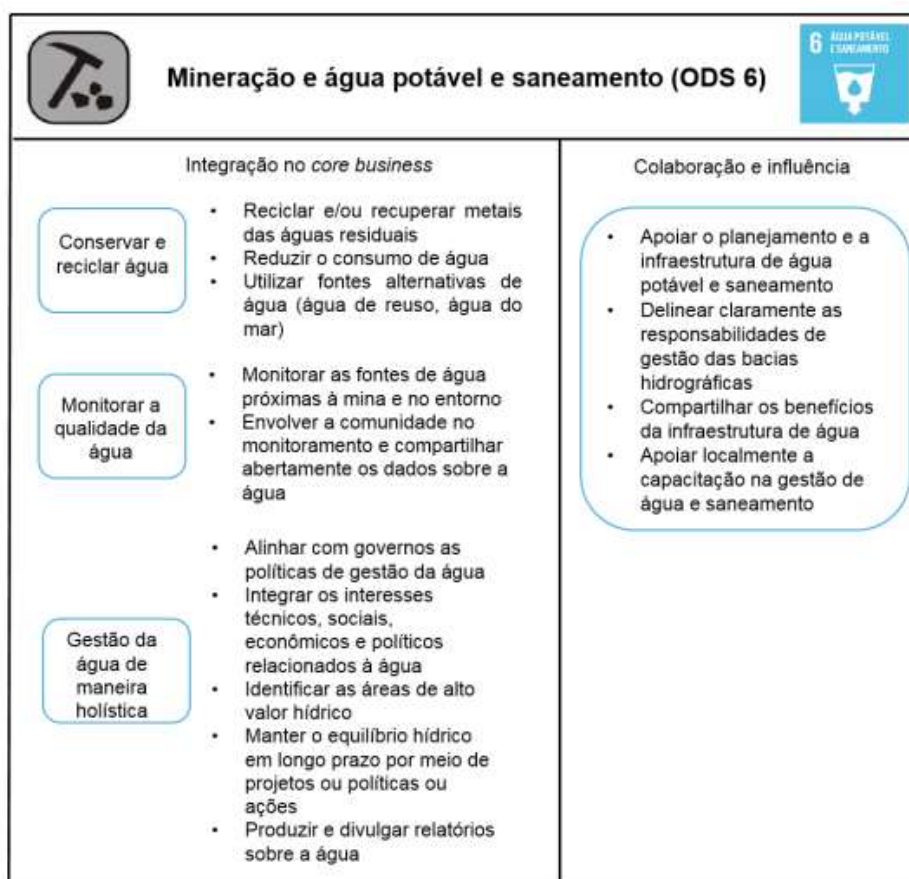 Mineração e água potável e saneamento (ODS 6)
6 ÁGUA POTÁVEL
E SANEAMENTO
Integração no core business
Conservar e
reciclar água
• Reciclar e/ou recuperar metais
das águas residuais
• Reduzir o consumo de água
• Utilizar fontes alternativas de
água (água de reuso, água do
mar)
Monitorar a
qualidade da
água
• Monitorar as fontes de água
próximas à mina e no entorno
• Envolver a comunidade no
monitoramento e compartilhar
abertamente os dados sobre a
água
Gestão da
água de
maneira
holística
• Alinhar com governos as
políticas de gestão da água
• Integrar os interesses
técnicos, sociais,
econômicos e políticos
relacionados à água
• Identificar as áreas de alto
valor hídrico
• Manter o equilíbrio hídrico
em longo prazo por meio de
projetos ou políticas ou
ações
• Produzir e divulgar relatórios
sobre a água
Colaboração e influência
• Apoiar o planejamento e a
infraestrutura de água
potável e saneamento
• Delinear claramente as
responsabilidades de
gestão das bacias
hidrográficas
• Compartilhar os benefícios
da infraestrutura de água
• Apoiar localmente a
capacitação na gestão de
água e saneamento